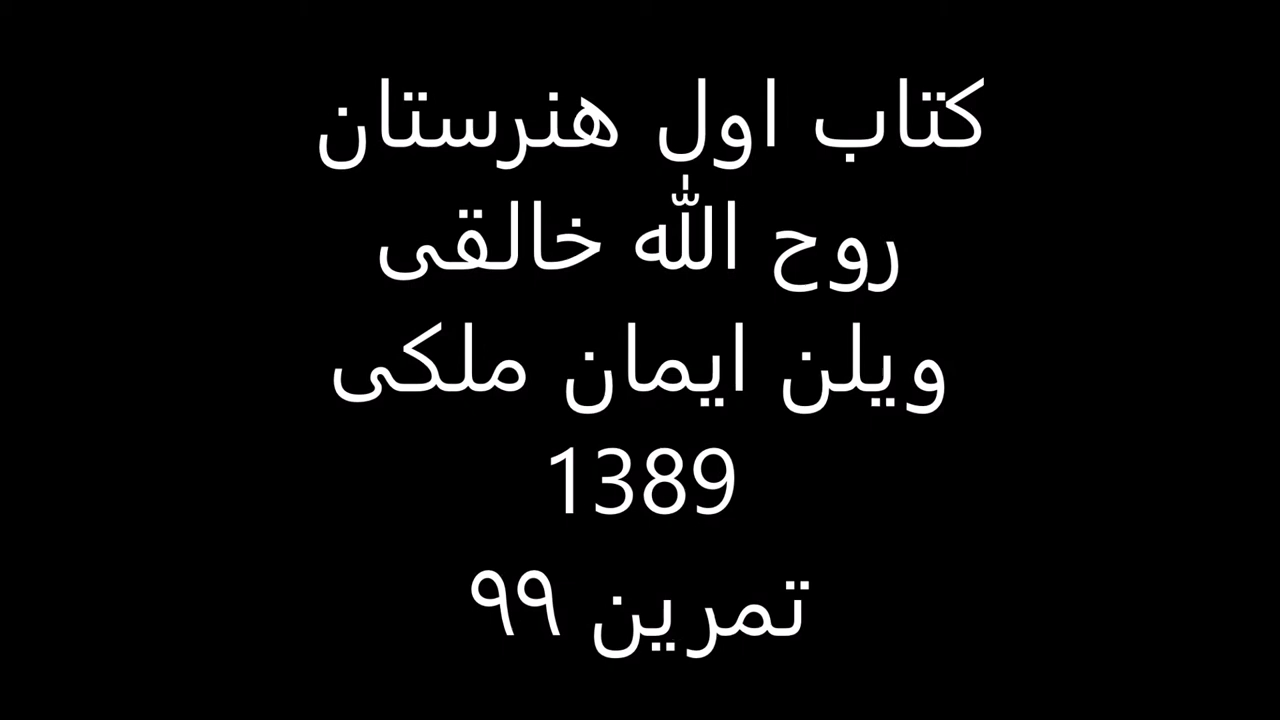 کتاب اول هنرستان
روح الله خالقی
ویلن ایمان ملکی
1389
تمرین ۹۹